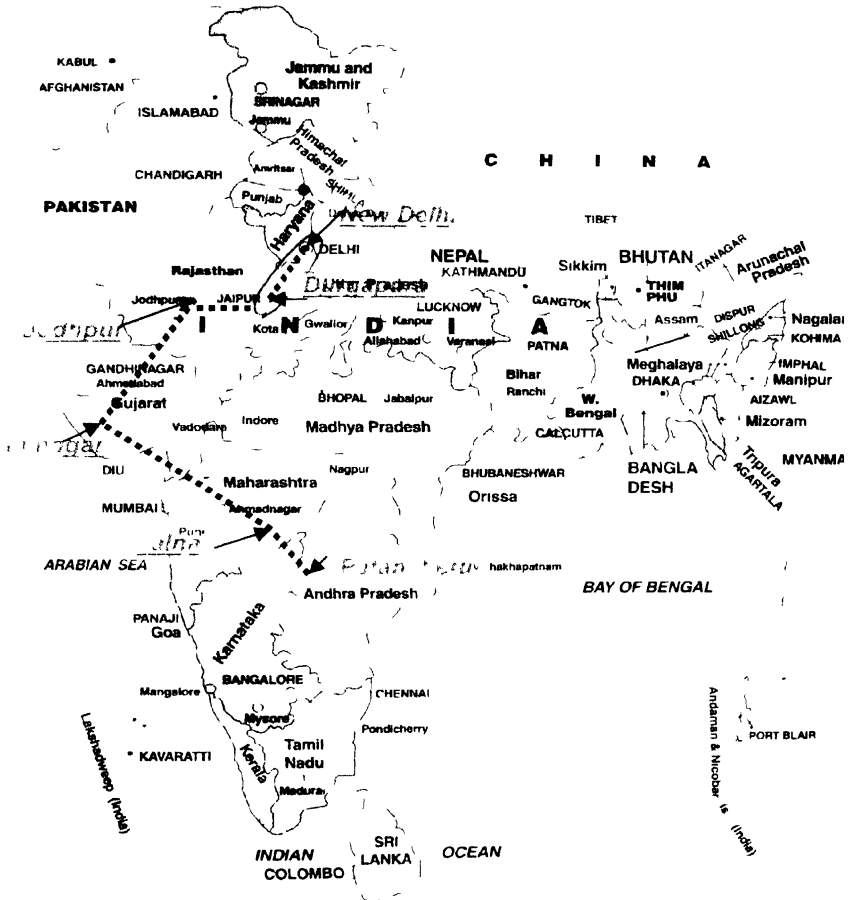 KABUL
AFGHANISTAN
ISLAMABAD
Jammu and
Kashmir
SRINAGAR
Jammu
Himachal
Pradesh
SHIMLA
CHANDIGARH
Amritsar
Punjab
PAKISTAN
Haryana
New Delhi
DELHI
C H I N A
TIBET
NEPAL
KATHMANDU
Sikkim
BHUTAN
THIM
PHU
ITANAGAR
Arunachal
Pradesh
Rajasthan
Jodhpur
JAIPUR
Durgapura
Pradesh
LUCKNOW
GANGTOK
Assam
DISPUR
SHILLONG
Nagalan
KOHIMA
Jodhpur
I N D I A
Kota
Gwalior
Kanpur
Allahabad
Varanasi
PATNA
Bihar
Ranchi
Meghalaya
DHAKA
IMPHAL
Manipur
AIZAWL
Mizoram
GANDHINAGAR
Ahmedabad
Gujarat
Vadodara
Indore
BHOPAL
Jabalpur
Madhya Pradesh
W.
Bengal
CALCUTTA
BANGLA
DESH
Tripura
AGARTALA
MYANMA
DIU
MUMBAI
Maharashtra
Ahmadnagar
Nagpur
BHUBANESHWAR
Orissa
ARABIAN SEA
hakhapatnam
Andhra Pradesh
BAY OF BENGAL
PANAJI
Goa
Karnataka
BANGALORE
Mangalore
Mysore
CHENNAI
Pondicherry
Lakshadweep (India)
KAVARATTI
Kerala
Tamil
Nadu
Madurai
Andaman & Nicobar is (India)
PORT BLAIR
INDIAN OCEAN
SRI
LANKA
COLOMBO